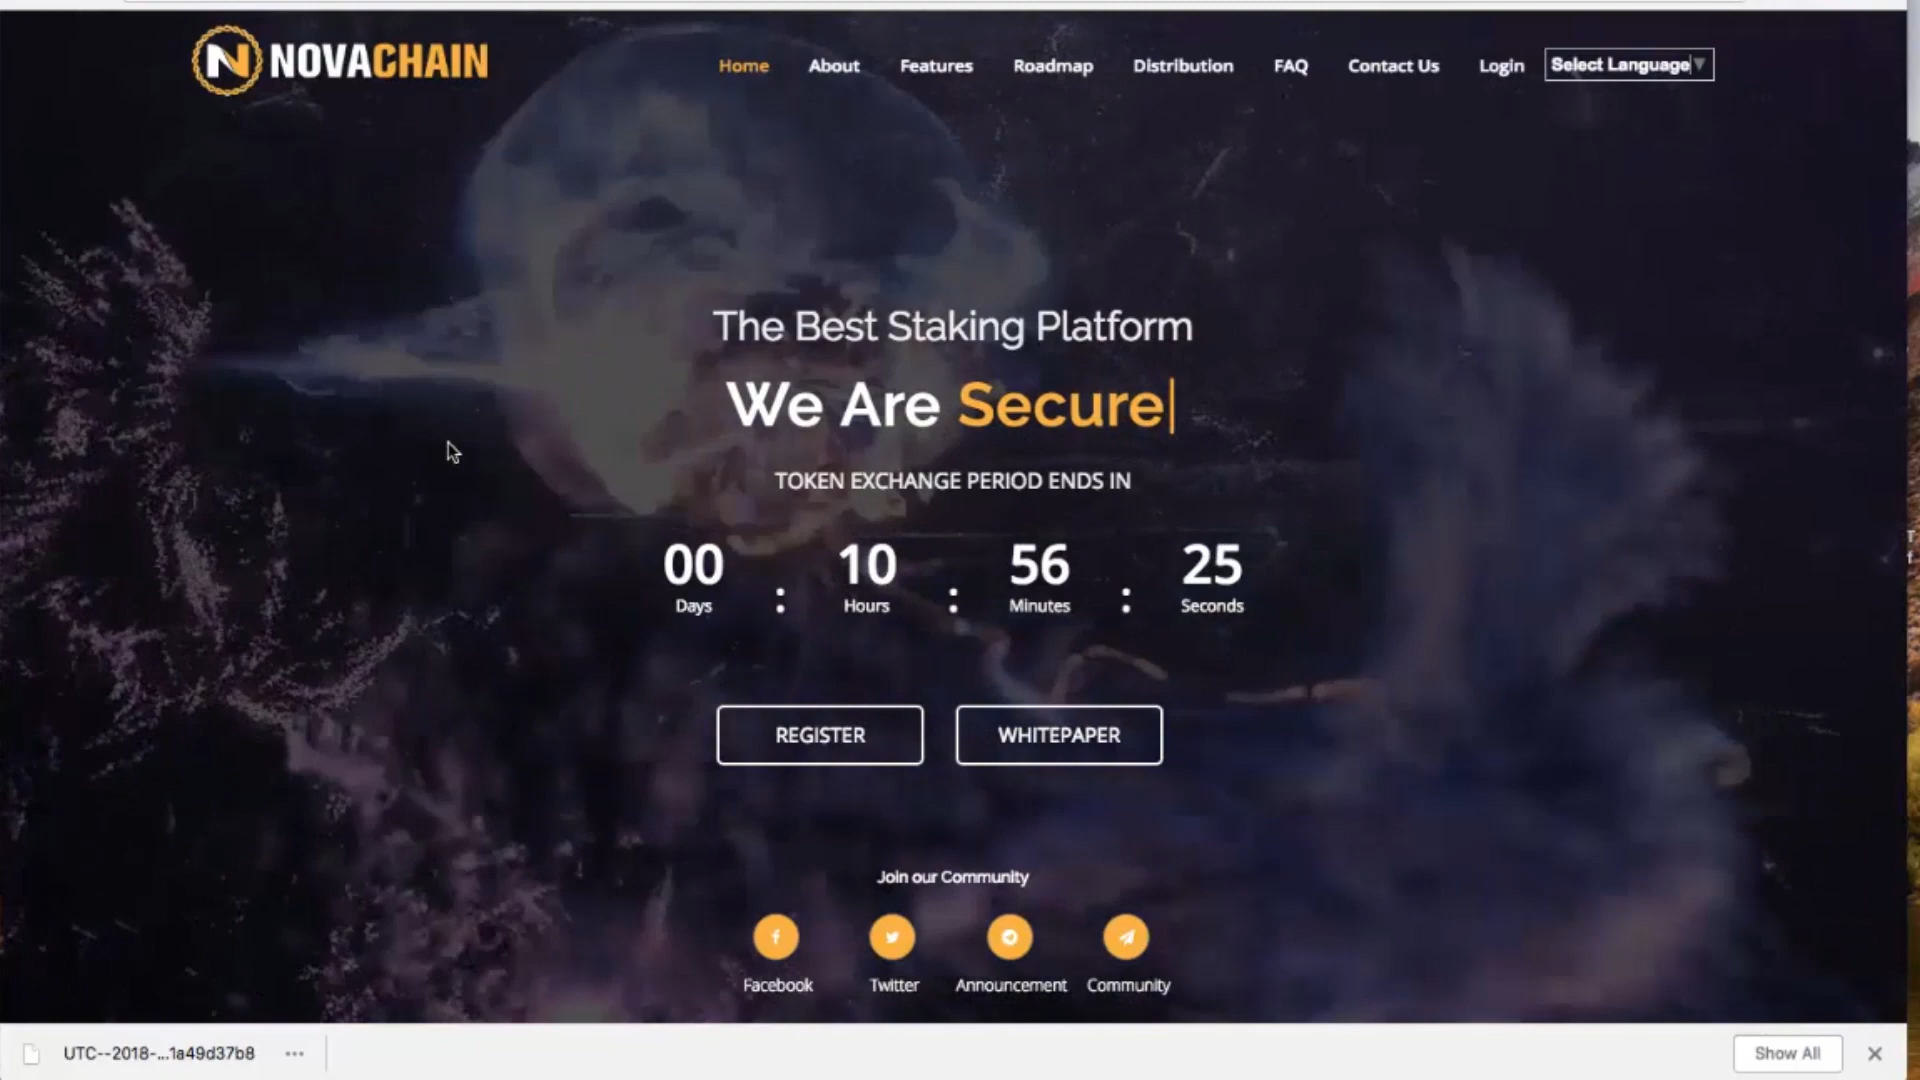 NOVACHAIN
Home About Features Roadmap Distribution FAQ Contact Us Login Select Language
The Best Staking Platform
We Are Secure
TOKEN EXCHANGE PERIOD ENDS IN
00 : 10 : 56 : 25
Days Hours Minutes Seconds
REGISTER WHITEPAPER
Join our Community
Facebook Twitter Announcement Community
UTC--2018-...1a49d37b8 Show All